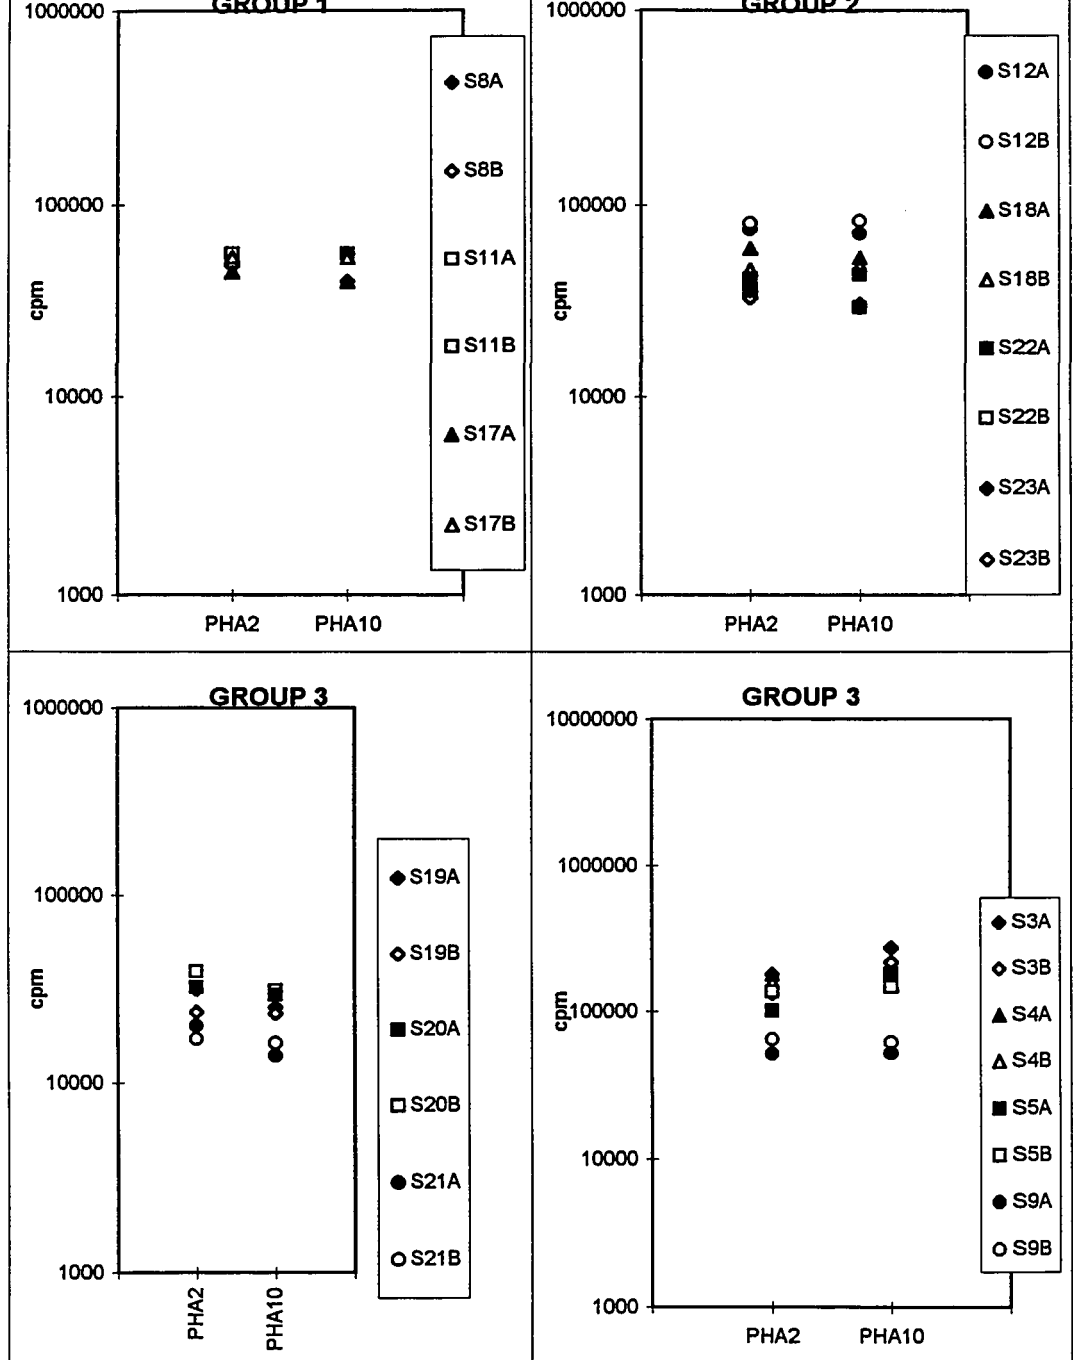 GROUP 1
1000000
100000
10000
1000
cpm
PHA2 PHA10
S8A
S8B
S11A
S11B
S17A
S17B
GROUP 2
1000000
100000
10000
1000
cpm
PHA2 PHA10
S12A
S12B
S18A
S18B
S22A
S22B
S23A
S23B
GROUP 3
1000000
100000
10000
1000
cpm
PHA2 PHA10
S19A
S19B
S20A
S20B
S21A
S21B
GROUP 3
10000000
1000000
100000
10000
1000
cpm
PHA2 PHA10
S3A
S3B
S4A
S4B
S5A
S5B
S9A
S9B